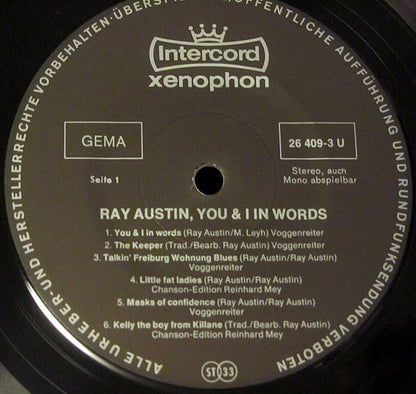 ALLE URHEBER- UND HERSTELLERRECHTE VORBEHALTEN · ÖFFENTLICHE AUFFÜHRUNG UND RUNDFUNKSENDUNG VERBOTEN
Intercord
xenophon
GEMA
26 409-3 U
Seite 1
Stereo, auch
Mono abspielbar
RAY AUSTIN, YOU & I IN WORDS
1. You & I in words (Ray Austin/M. Leyh) Voggenreiter
2. The Keeper (Trad./Bearb. Ray Austin) Voggenreiter
3. Talkin' Freiburg Wohnung Blues (Ray Austin/Ray Austin)
Voggenreiter
4. Little fat ladies (Ray Austin/Ray Austin)
Chanson-Edition Reinhard Mey
5. Masks of confidence (Ray Austin/Ray Austin)
Voggenreiter
6. Kelly the boy from Killane (Trad./Bearb. Ray Austin)
Chanson-Edition Reinhard Mey
ST 33